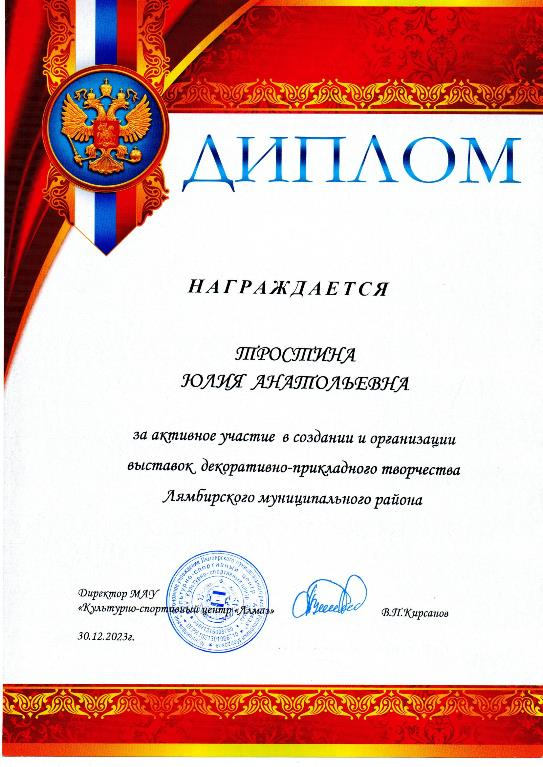 ДИПЛОМ
НАГРАЖДАЕТСЯ
ТРОСТИНА
ЮЛИЯ АНАТОЛЬЕВНА
за активное участие в создании и организации
выставок декоративно-прикладного творчества
Лямбирского муниципального района
Директор МАУ
«Культурно-спортивный центр «Алмаз»
В.П.Кирсанов
30.12.2023г.